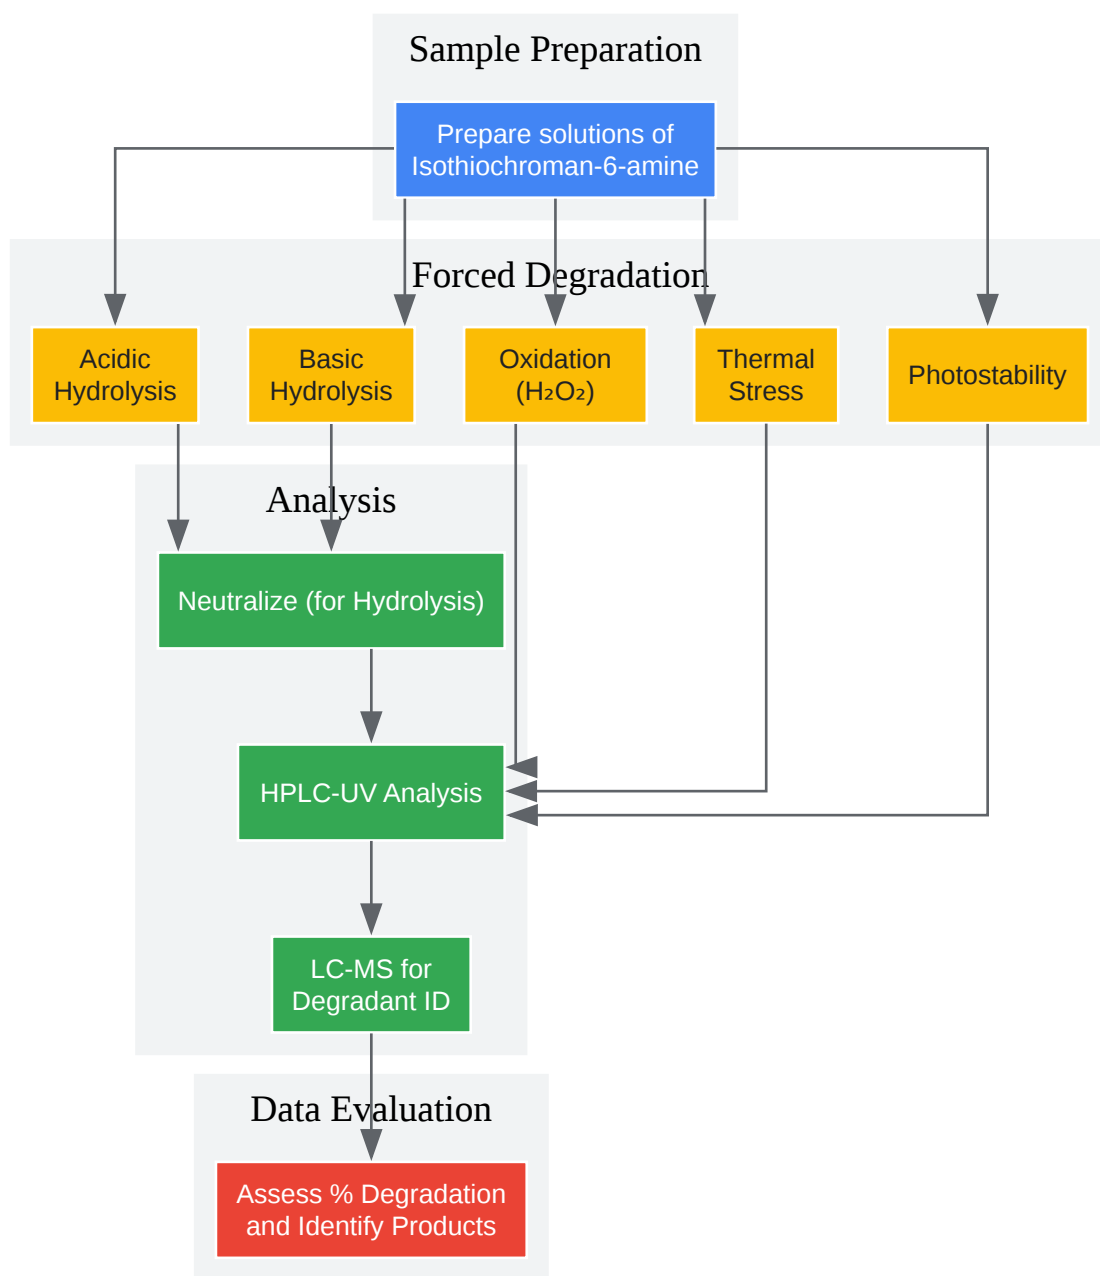 Sample Preparation
Prepare solutions of
Isothiochroman-6-amine
Forced Degradation
Acidic
Hydrolysis
Basic
Hydrolysis
Oxidation
(H₂O₂)
Thermal
Stress
Photostability
Analysis
Neutralize (for Hydrolysis)
HPLC-UV Analysis
LC-MS for
Degradant ID
Data Evaluation
Assess % Degradation
and Identify Products